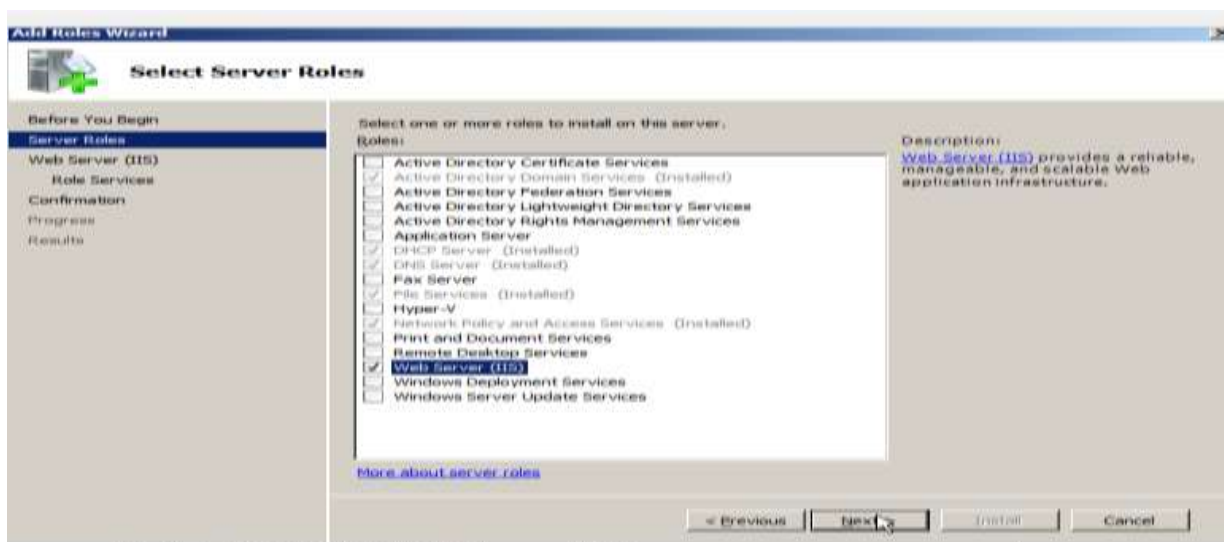 Add Roles Wizard
Select Server Roles
Before You Begin
Server Roles
Web Server (IIS)
Role Services
Confirmation
Progress
Results
Select one or more roles to install on this server.
Roles:
Active Directory Certificate Services
Active Directory Domain Services (Installed)
Active Directory Federation Services
Active Directory Lightweight Directory Services
Active Directory Rights Management Services
Application Server
DHCP Server (Installed)
DNS Server (Installed)
Fax Server
File Services (Installed)
Hyper-V
Network Policy and Access Services (Installed)
Print and Document Services
Remote Desktop Services
Web Server (IIS)
Windows Deployment Services
Windows Server Update Services
More about server roles
Description:
Web Server (IIS) provides a reliable,
manageable, and scalable Web
application infrastructure.
< Previous
Next >
Install
Cancel